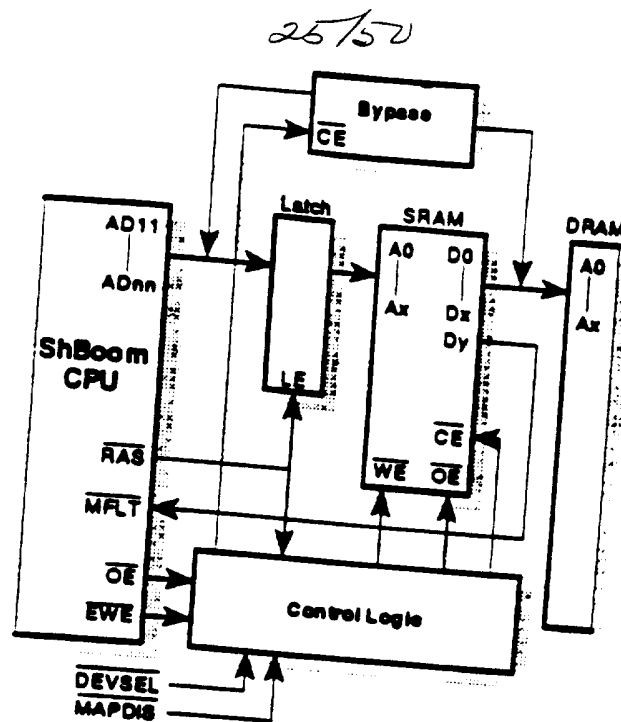 25/50
Bypass
CE
Latch
SRAM
DRAM
AD11
ADnn
ShBoom
CPU
LE
A0
Ax
D0
Dx
Dy
CE
WE
OE
A0
Ax
RAS
MFLT
OE
EWE
Control Logic
DEVSEL
MAPDIS